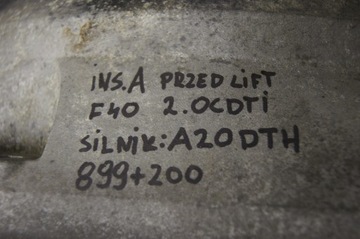 INS.A PRZED LIFT
F40 2.0CDTI
SILNIK:A20DTH
899+200